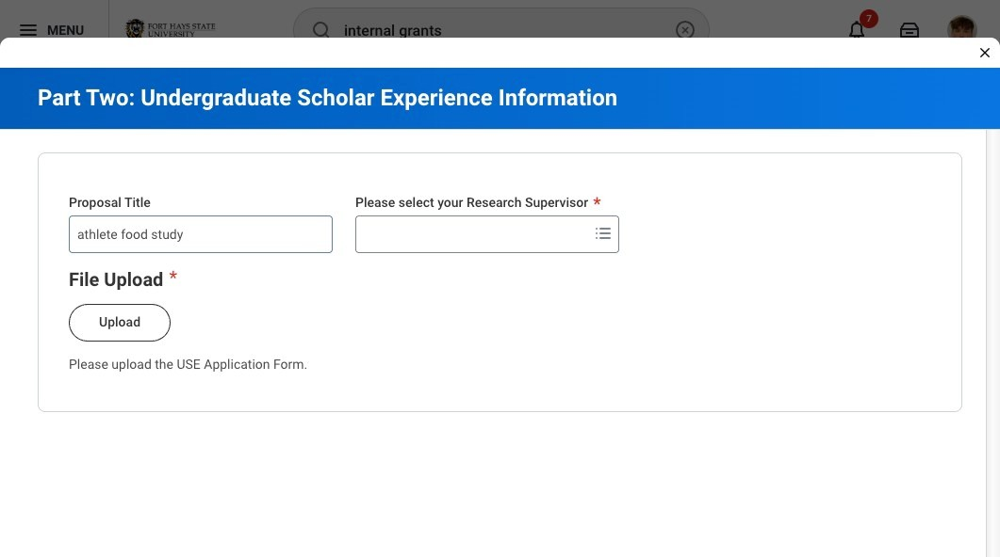 MENU
FORT HAYS STATE
UNIVERSITY
internal grants
7
Part Two: Undergraduate Scholar Experience Information
Proposal Title
Please select your Research Supervisor *
athlete food study
File Upload *
Upload
Please upload the USE Application Form.